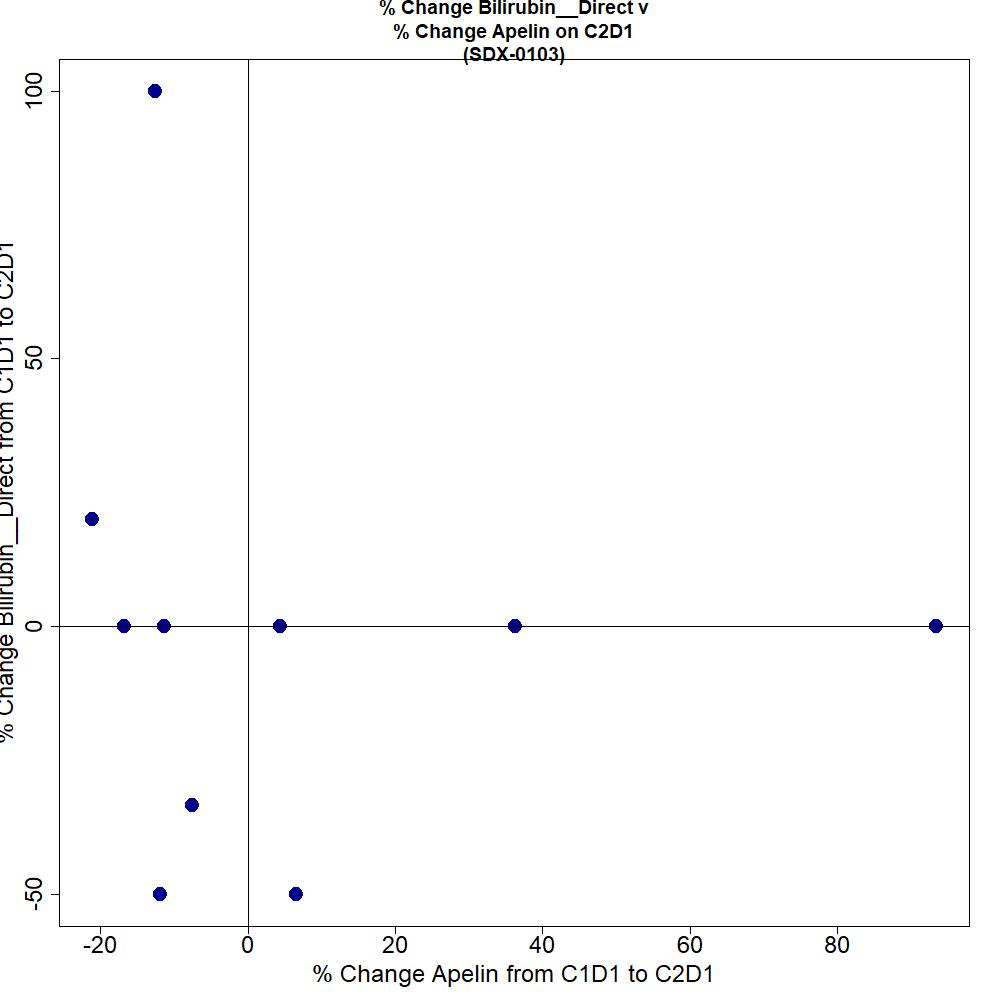 % Change Bilirubin__Direct v
% Change Apelin on C2D1
(SDX-0103)
% Change Bilirubin__Direct from C1D1 to C2D1
100
50
0
-50
-20
0
20
40
60
80
% Change Apelin from C1D1 to C2D1